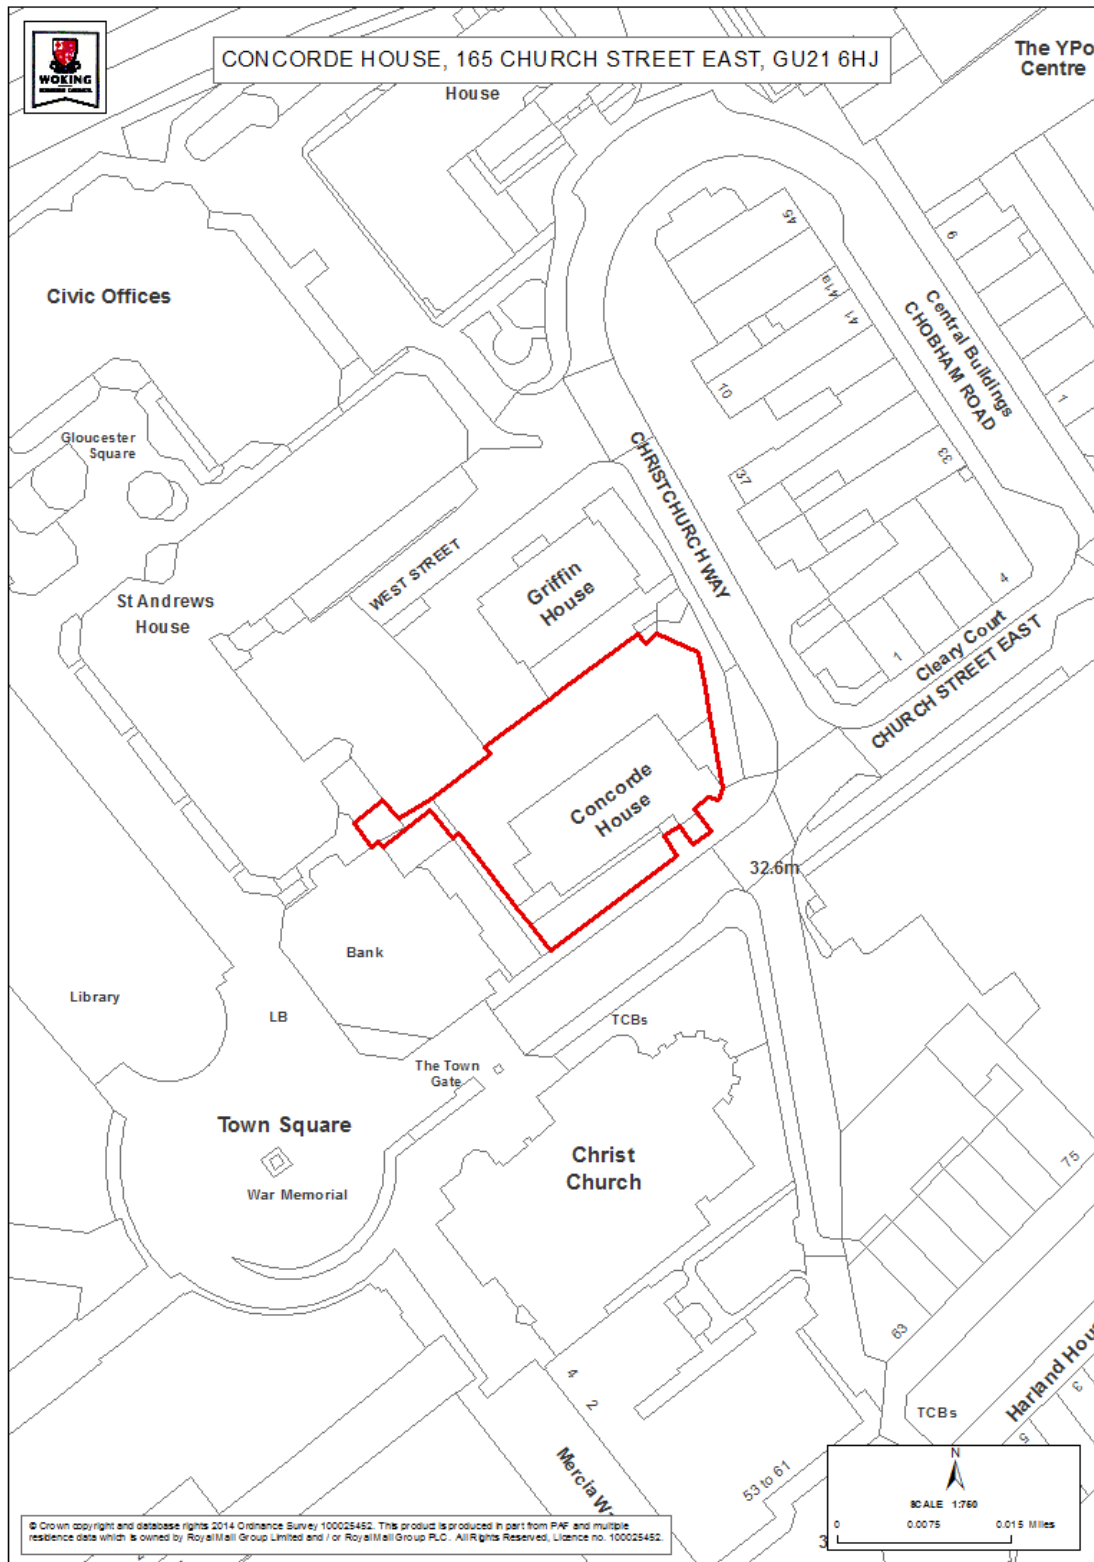 WOKING
BOROUGH COUNCIL
CONCORDE HOUSE, 165 CHURCH STREET EAST, GU21 6HJ
The YPo
Centre
House
45
9
Civic Offices
41a
41
Central Buildings
CHOBHAM ROAD
10
1
Gloucester
Square
CHRISTCHURCH WAY
33
37
WEST STREET
Griffin
House
4
St Andrews
House
Cleary Court
1
CHURCH STREET EAST
Concorde
House
32.6m
Bank
Library
LB
TCBs
The Town
Gate
Town Square
Christ
Church
75
War Memorial
63
4
2
Harland Hous
3
TCBs
5
Mercia W
53 to 61
3
N
SCALE 1:750
0 0.0075 0.015 Miles
© Crown copyright and database rights 2014 Ordnance Survey 100025452. This product is produced in part from PAF and multiple
residence data which is owned by Royal Mail Group Limited and / or Royal Mail Group PLC. All Rights Reserved, Licence no. 100025452.